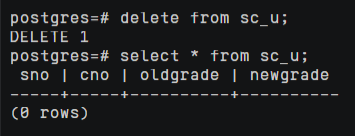 postgres=# delete from sc_u;
DELETE 1
postgres=# select * from sc_u;
 sno | cno | oldgrade | newgrade
-----+-----+----------+----------
(0 rows)